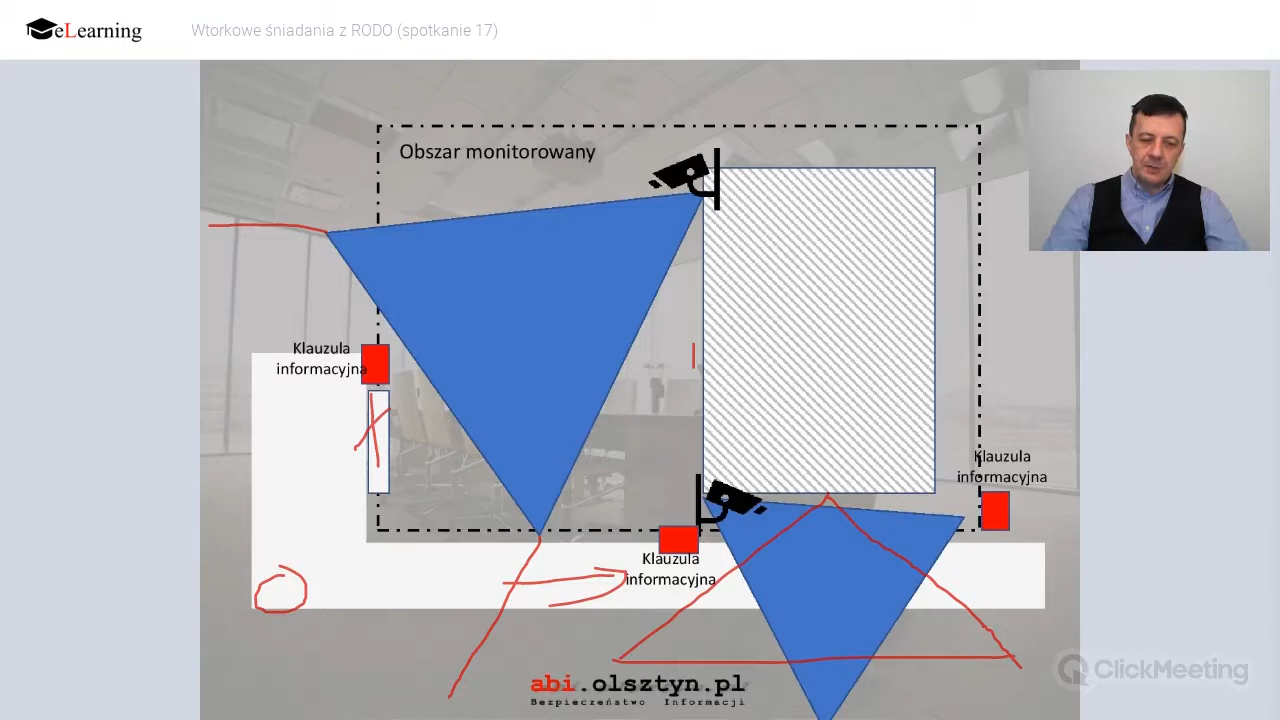 eLearning
Wtorkowe śniadania z RODO (spotkanie 17)
Obszar monitorowany
Klauzula
informacyjna
Klauzula
informacyjna
Klauzula
informacyjna
abi.olsztyn.pl
Bezpieczeństwo Informacji
ClickMeeting